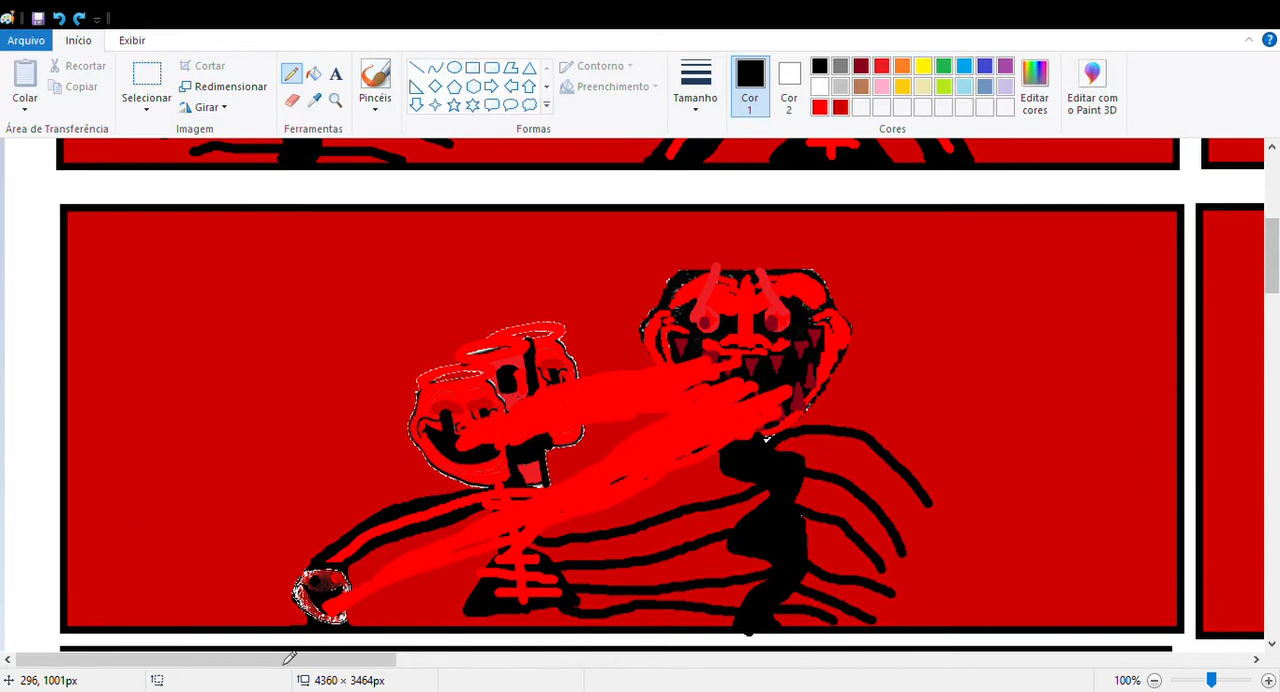 Arquivo Início Exibir
Colar
Recortar
Copiar
Área de Transferência
Selecionar
Cortar
Redimensionar
Girar
Imagem
A
Ferramentas
Pincéis
Contorno
Preenchimento
Formas
Tamanho
Cor
1
Cor
2
Editar
cores
Cores
Editar com
o Paint 3D
296, 1001px
4360 × 3464px
100%